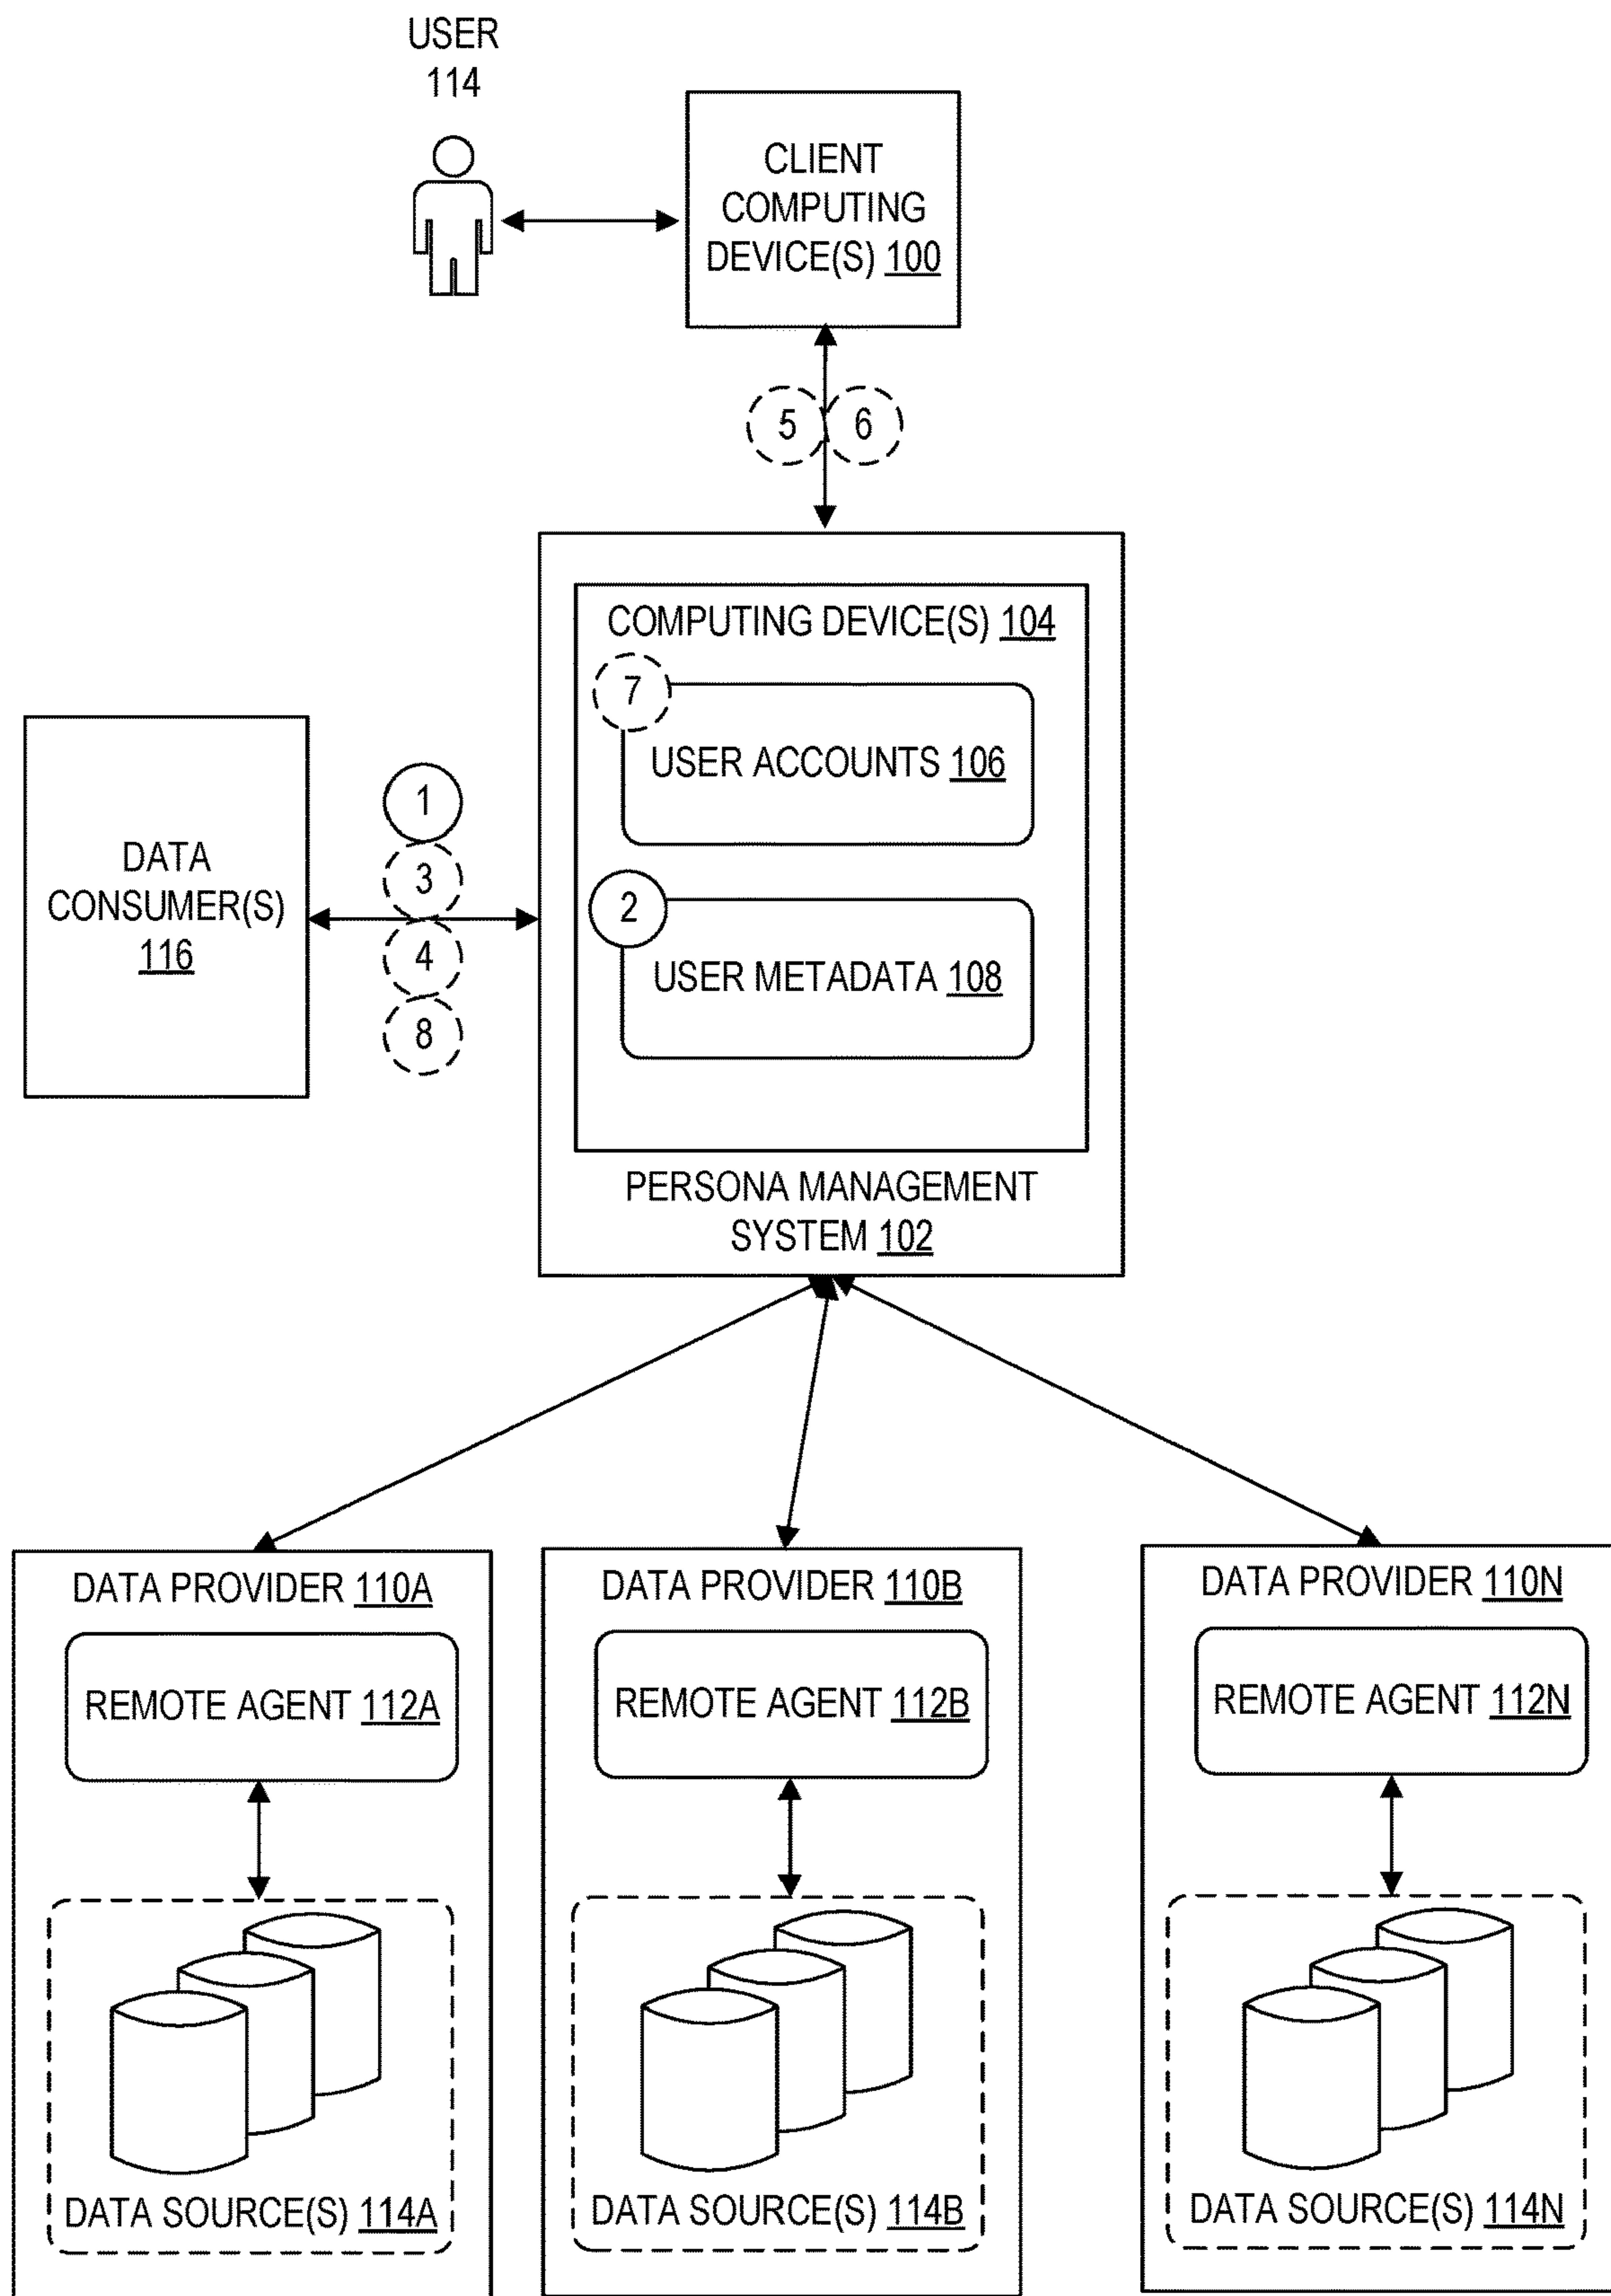 USER
114
CLIENT
COMPUTING
DEVICE(S) 100
5 6
COMPUTING DEVICE(S) 104
7
USER ACCOUNTS 106
2
USER METADATA 108
PERSONA MANAGEMENT
SYSTEM 102
DATA
CONSUMER(S)
116
1
3
4
8
DATA PROVIDER 110A
REMOTE AGENT 112A
DATA SOURCE(S) 114A
DATA PROVIDER 110B
REMOTE AGENT 112B
DATA SOURCE(S) 114B
DATA PROVIDER 110N
REMOTE AGENT 112N
DATA SOURCE(S) 114N